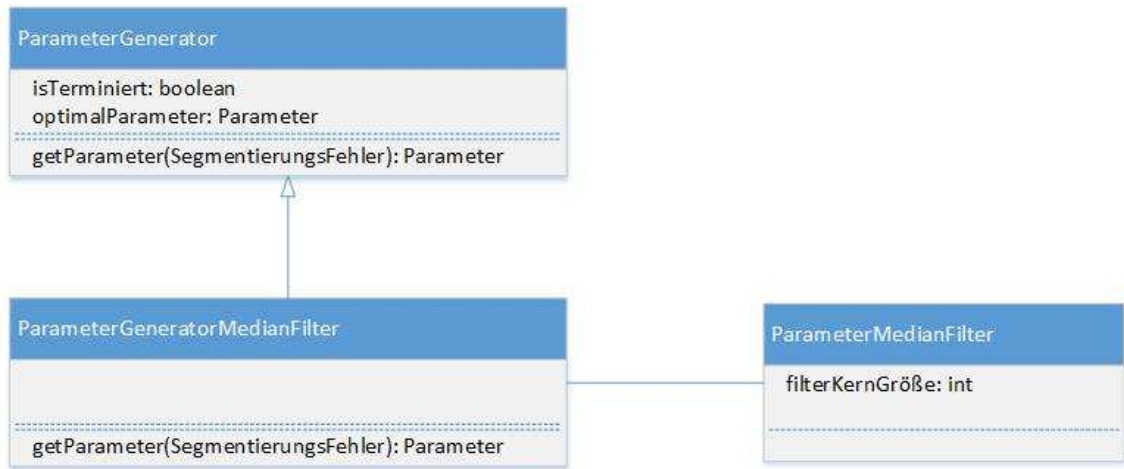 ParameterGenerator
isTerminiert: boolean
optimalParameter: Parameter
getParameter(SegmentierungsFehler): Parameter
ParameterGeneratorMedianFilter
getParameter(SegmentierungsFehler): Parameter
ParameterMedianFilter
filterKernGröße: int